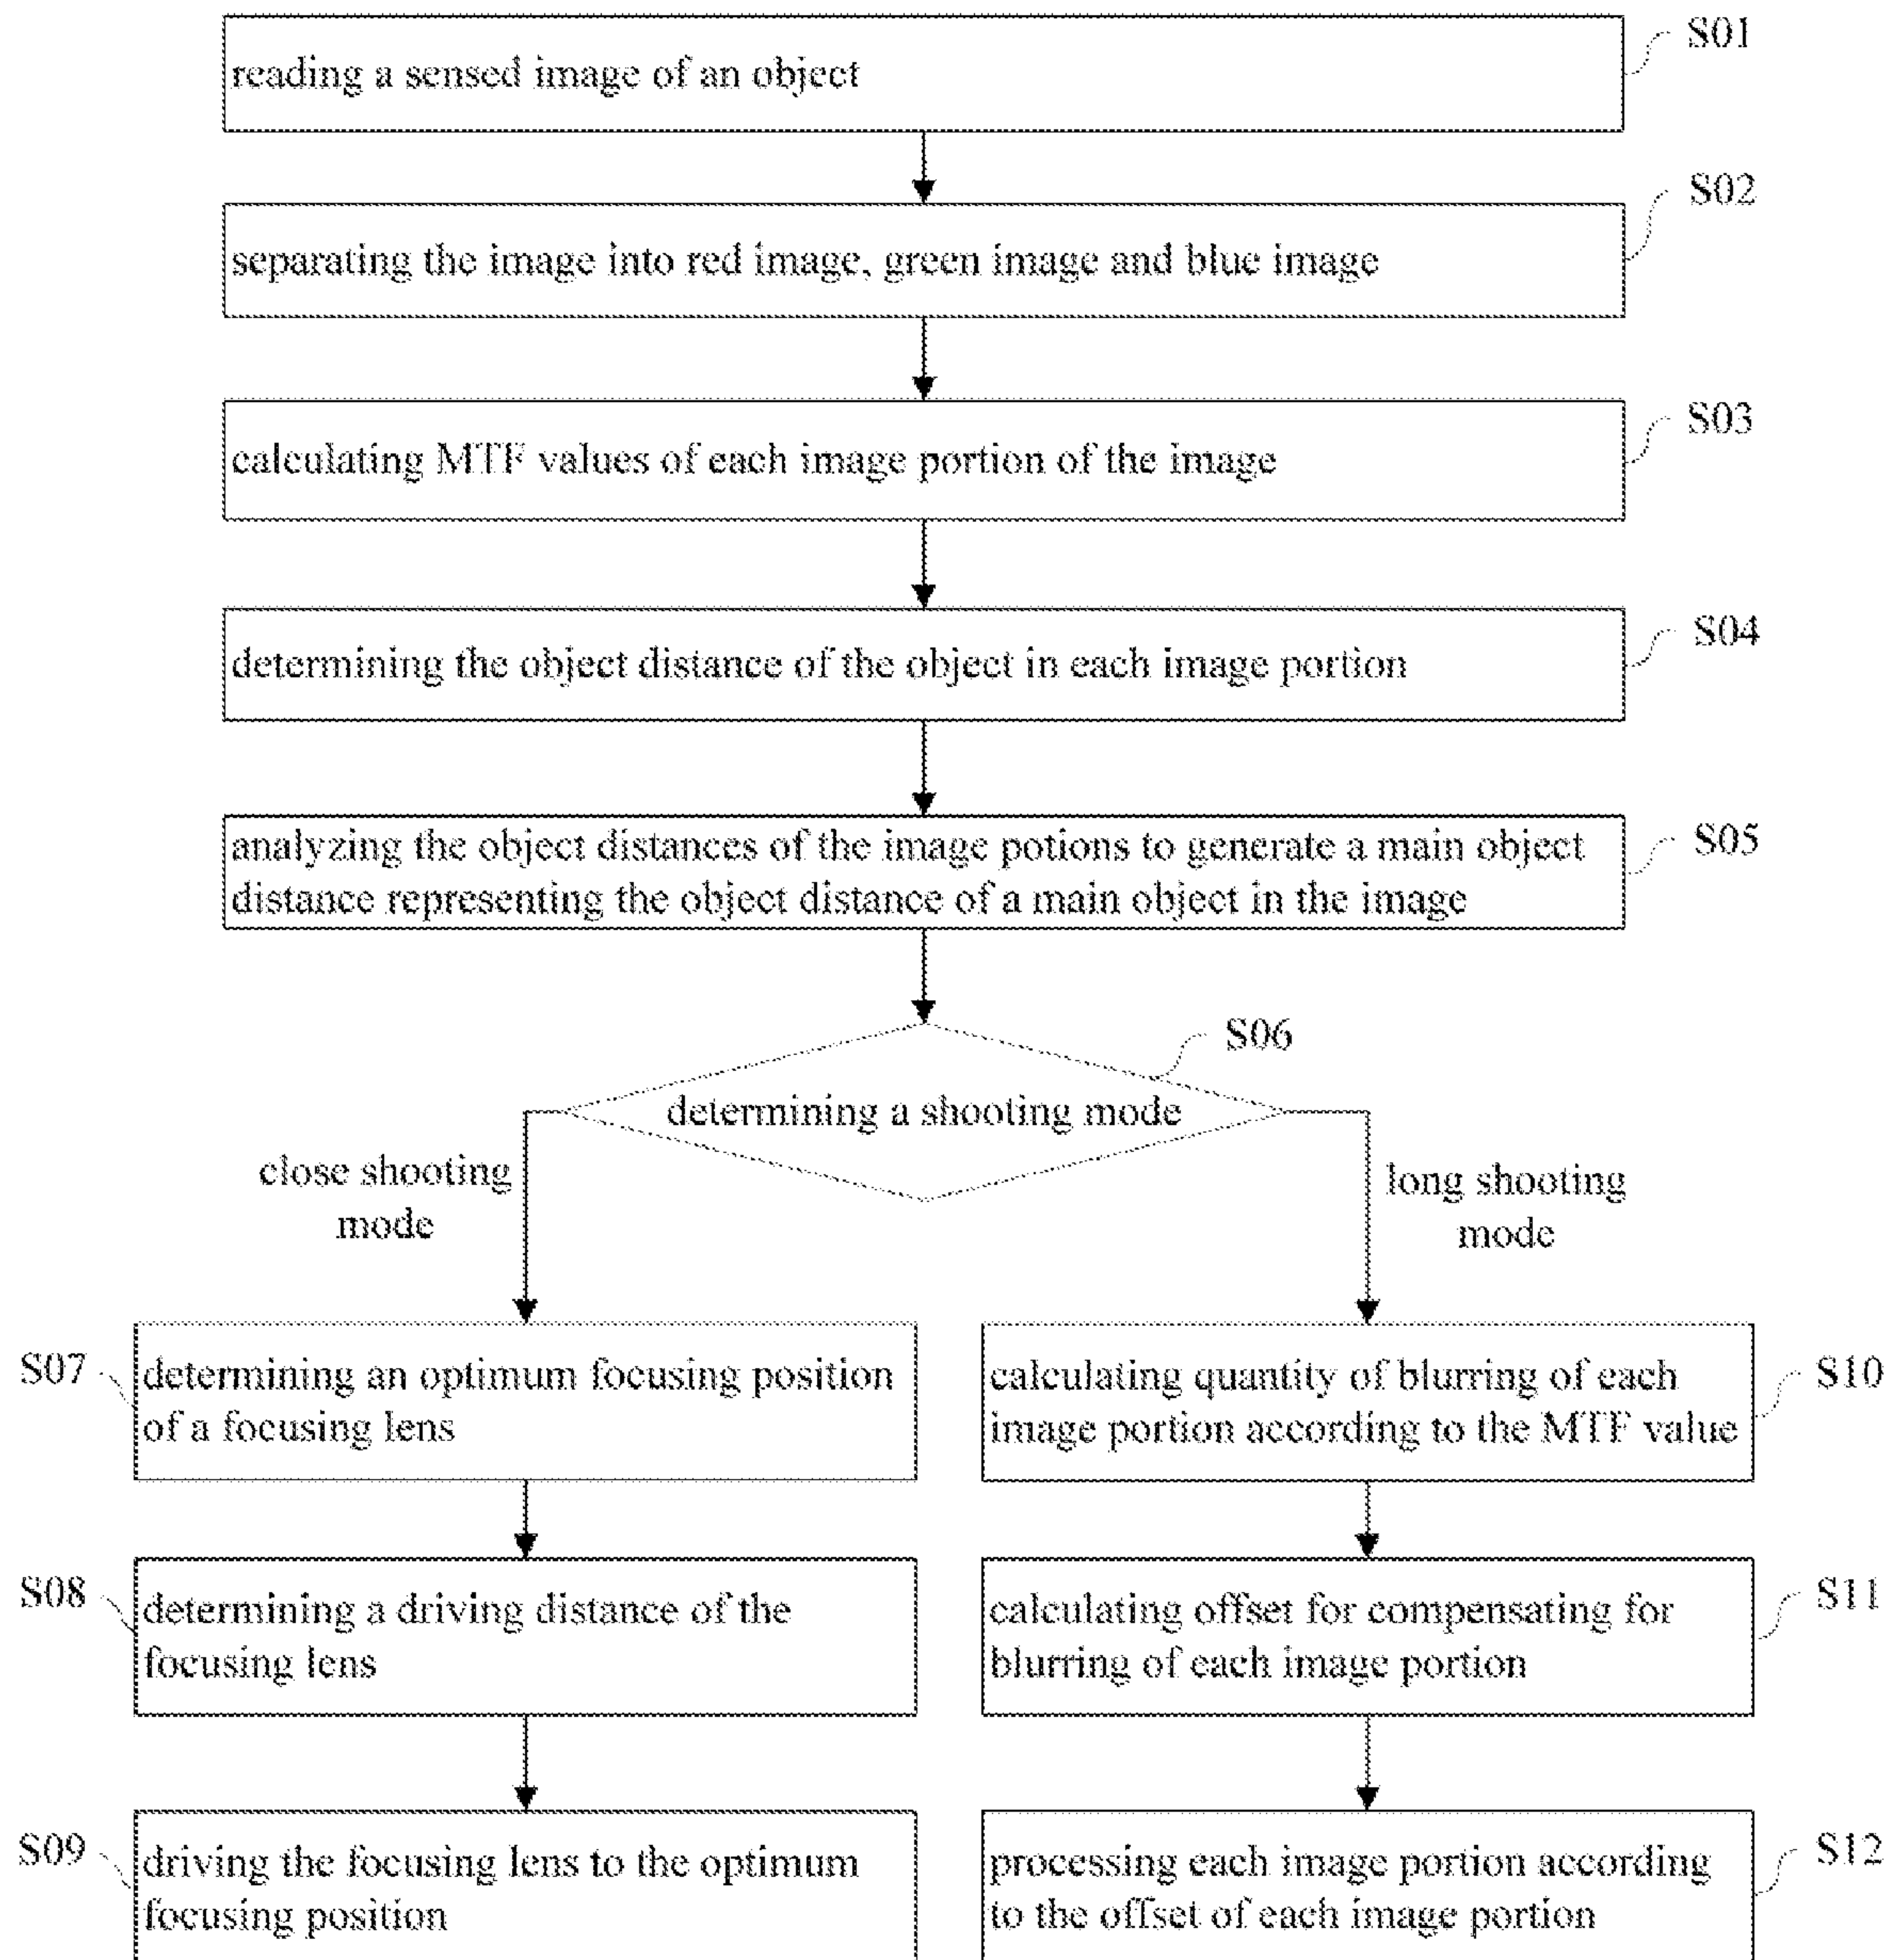 S01
reading a sensed image of an object
S02
separating the image into red image, green image and blue image
S03
calculating MTF values of each image portion of the image
S04
determining the object distance of the object in each image portion
S05
analyzing the object distances of the image potions to generate a main object
distance representing the object distance of a main object in the image
S06
determining a shooting mode
close shooting
mode
long shooting
mode
S07
determining an optimum focusing position
of a focusing lens
S10
calculating quantity of blurring of each
image portion according to the MTF value
S08
determining a driving distance of the
focusing lens
S11
calculating offset for compensating for
blurring of each image portion
S09
driving the focusing lens to the optimum
focusing position
S12
processing each image portion according
to the offset of each image portion